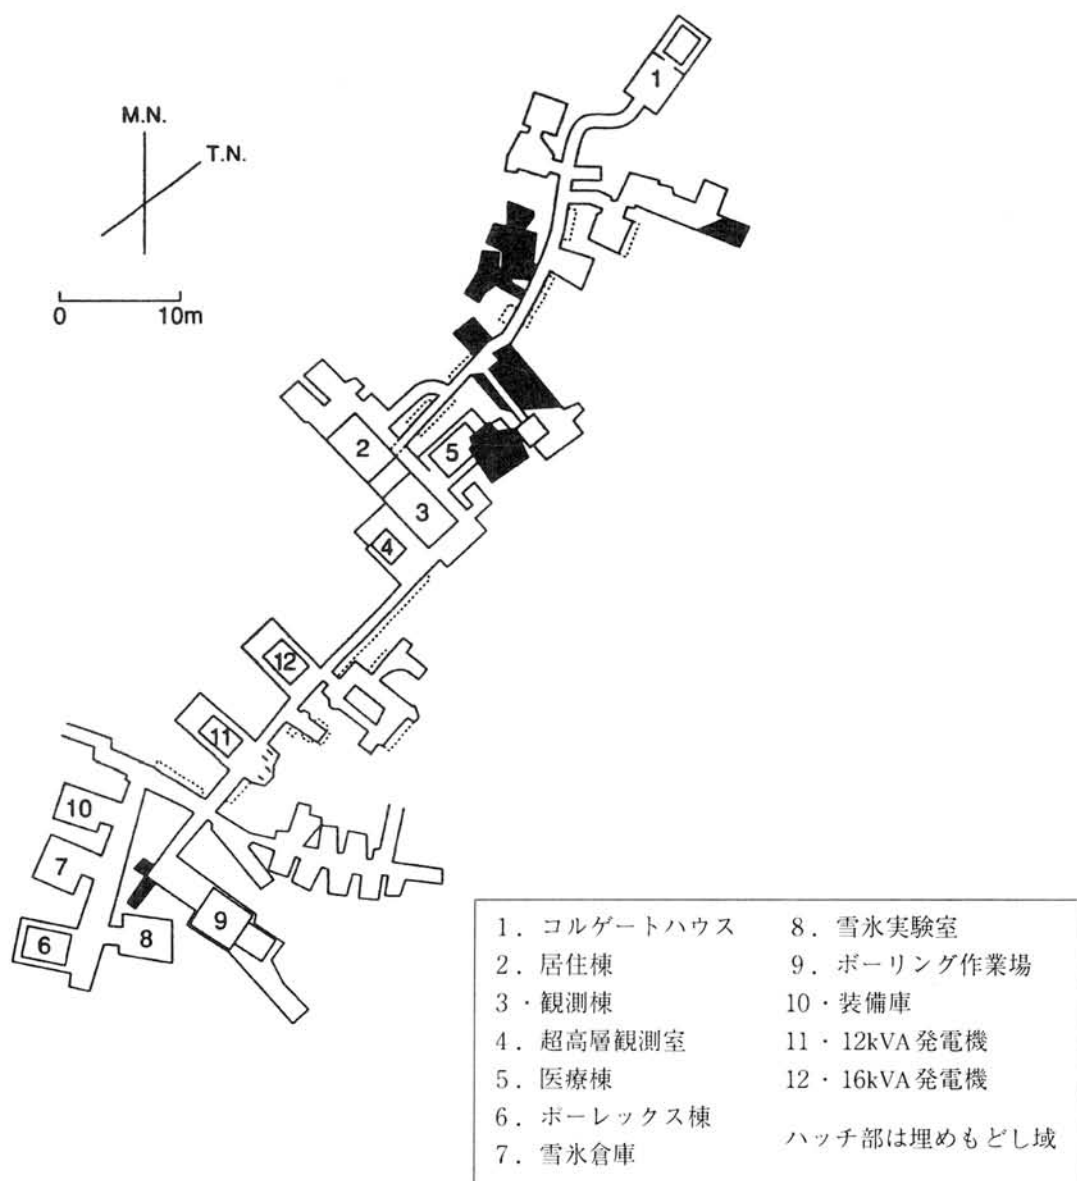 M.N.
T.N.
0 10m
1
2
5
3
4
12
11
10
7
6
8
9
1. コルゲートハウス
2. 居住棟
3・観測棟
4. 超高層観測室
5. 医療棟
6. ポーレックス棟
7. 雪氷倉庫
8. 雪氷実験室
9. ボーリング作業場
10・装備庫
11・12kVA発電機
12・16kVA発電機
ハッチ部は埋めもどし域